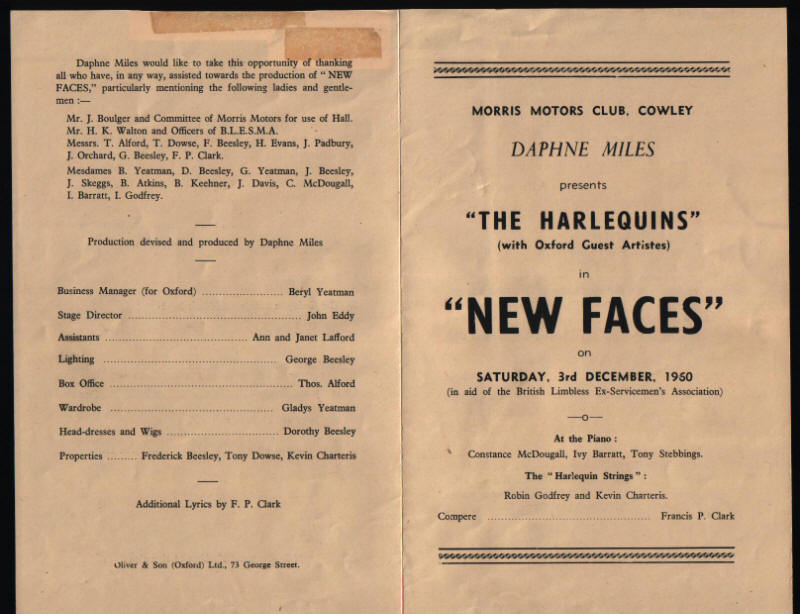 Daphne Miles would like to take this opportunity of thanking
all who have, in any way, assisted towards the production of " NEW
FACES," particularly mentioning the following ladies and gentle-
men :—
Mr. J. Boulger and Committee of Morris Motors for use of Hall.
Mr. H. K. Walton and Officers of B.L.E.S.M.A.
Messrs. T. Alford, T. Dowse, F. Beesley, H. Evans, J. Padbury,
J. Orchard, G. Beesley, F. P. Clark.
Mesdames B. Yeatman, D. Beesley, G. Yeatman, J. Beesley,
J. Skeggs, B. Atkins, B. Keehner, J. Davis, C. McDougall,
I. Barratt, I. Godfrey.
Production devised and produced by Daphne Miles
Business Manager (for Oxford) ........................ Beryl Yeatman
Stage Director .................................................... John Eddy
Assistants .......................................... Ann and Janet Lafford
Lighting ............................................................ George Beesley
Box Office ...................................................... Thos. Alford
Wardrobe ................................................ Gladys Yeatman
Head-dresses and Wigs ................................. Dorothy Beesley
Properties ......... Frederick Beesley, Tony Dowse, Kevin Charteris
Additional Lyrics by F. P. Clark
Oliver & Son (Oxford) Ltd., 73 George Street.
MORRIS MOTORS CLUB, COWLEY
DAPHNE MILES
presents
"THE HARLEQUINS"
(with Oxford Guest Artistes)
in
"NEW FACES"
on
SATURDAY, 3rd DECEMBER, 1960
(in aid of the British Limbless Ex-Servicemen's Association)
—o—
At the Piano :
Constance McDougall, Ivy Barratt, Tony Stebbings.
The " Harlequin Strings " :
Robin Godfrey and Kevin Charteris.
Compere ................................................ Francis P. Clark